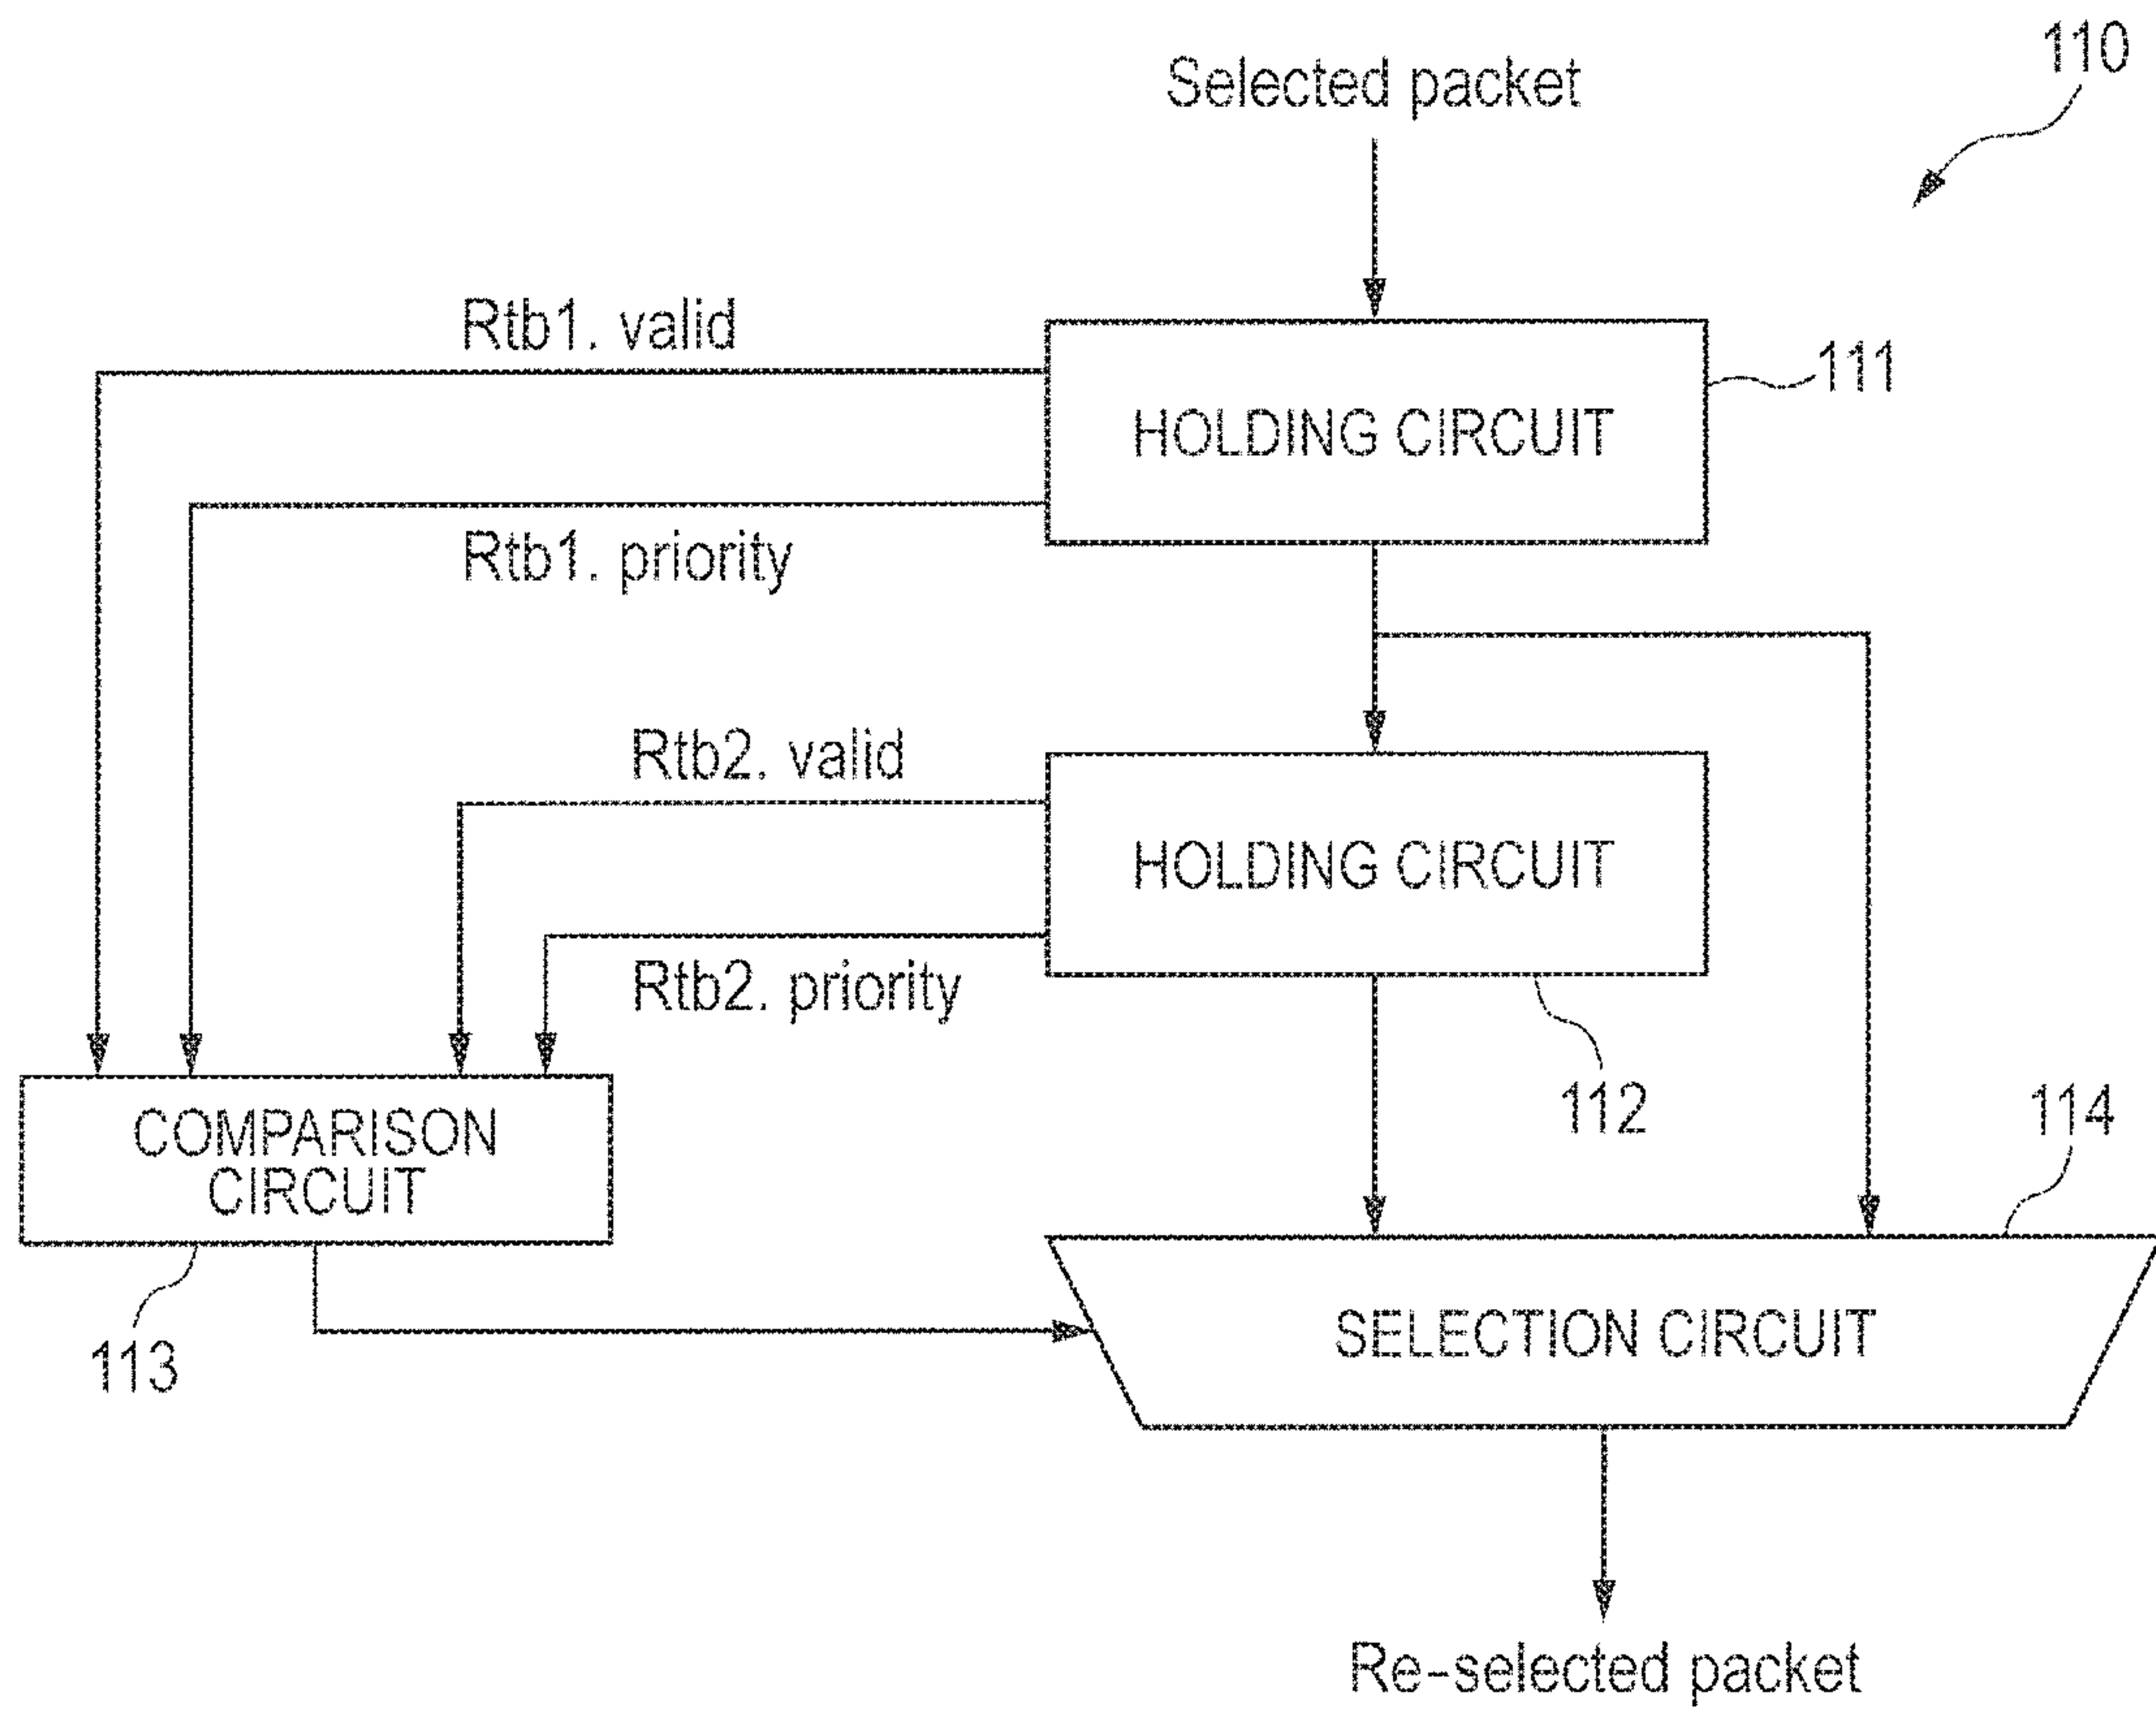 110
Selected packet
Rtb1. valid
111
HOLDING CIRCUIT
Rtb1. priority
Rtb2. valid
HOLDING CIRCUIT
Rtb2. priority
112
114
COMPARISON
CIRCUIT
113
SELECTION CIRCUIT
Re-selected packet